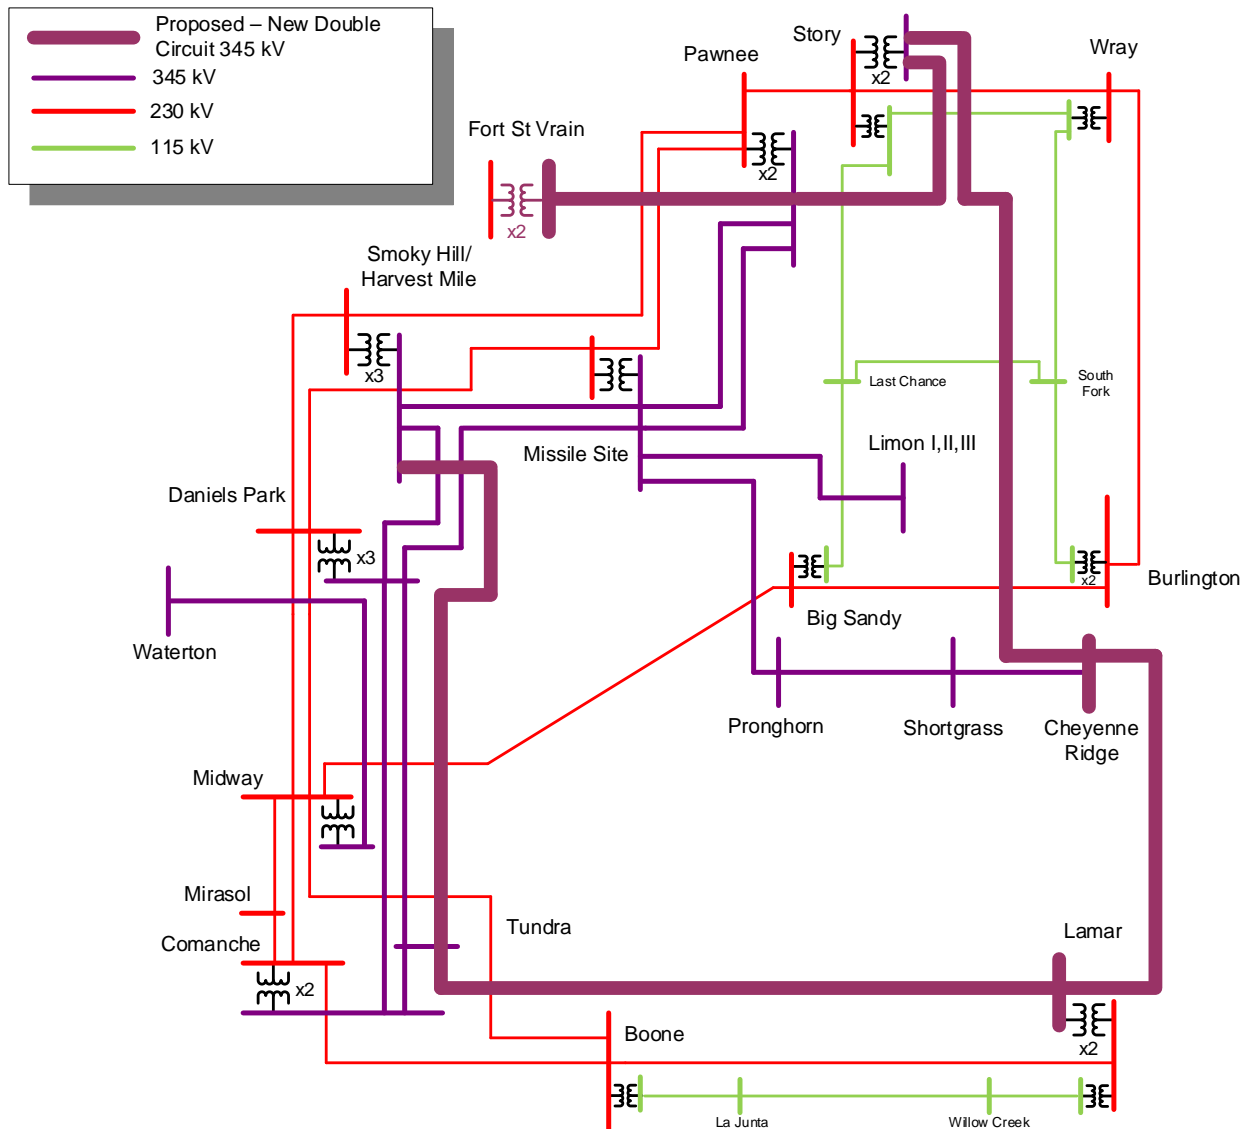 Proposed – New Double
Circuit 345 kV
345 kV
230 kV
115 kV
Story
x2
Pawnee
x2
Wray
Fort St Vrain
x2
Smoky Hill/
Harvest Mile
x3
Last Chance
South
Fork
Missile Site
Limon I,II,III
Daniels Park
x3
x2
Burlington
Big Sandy
Waterton
Pronghorn
Shortgrass
Cheyenne
Ridge
Midway
Mirasol
Tundra
Comanche
x2
Lamar
x2
Boone
La Junta
Willow Creek